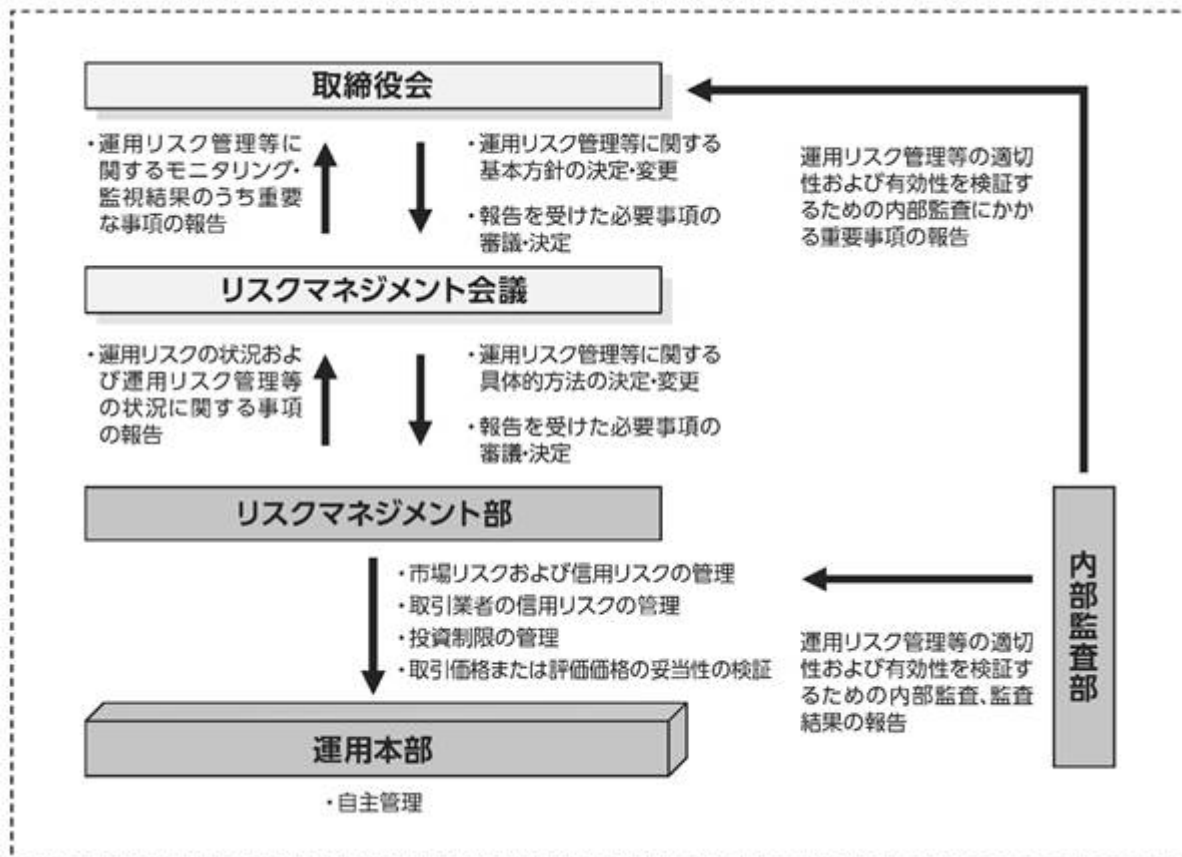 取締役会
・運用リスク管理等に
関するモニタリング・
監視結果のうち重要
な事項の報告
・運用リスク管理等に関する
基本方針の決定・変更
・報告を受けた必要事項の
審議・決定
運用リスク管理等の適切
性および有効性を検証す
るための内部監査にかか
る重要事項の報告
リスクマネジメント会議
・運用リスクの状況およ
び運用リスク管理等
の状況に関する事項
の報告
・運用リスク管理等に関する
具体的方法の決定・変更
・報告を受けた必要事項の
審議・決定
リスクマネジメント部
・市場リスクおよび信用リスクの管理
・取引業者の信用リスクの管理
・投資制限の管理
・取引価格または評価価格の妥当性の検証
運用リスク管理等の適切
性および有効性を検証す
るための内部監査、監査
結果の報告
内部監査部
運用本部
・自主管理